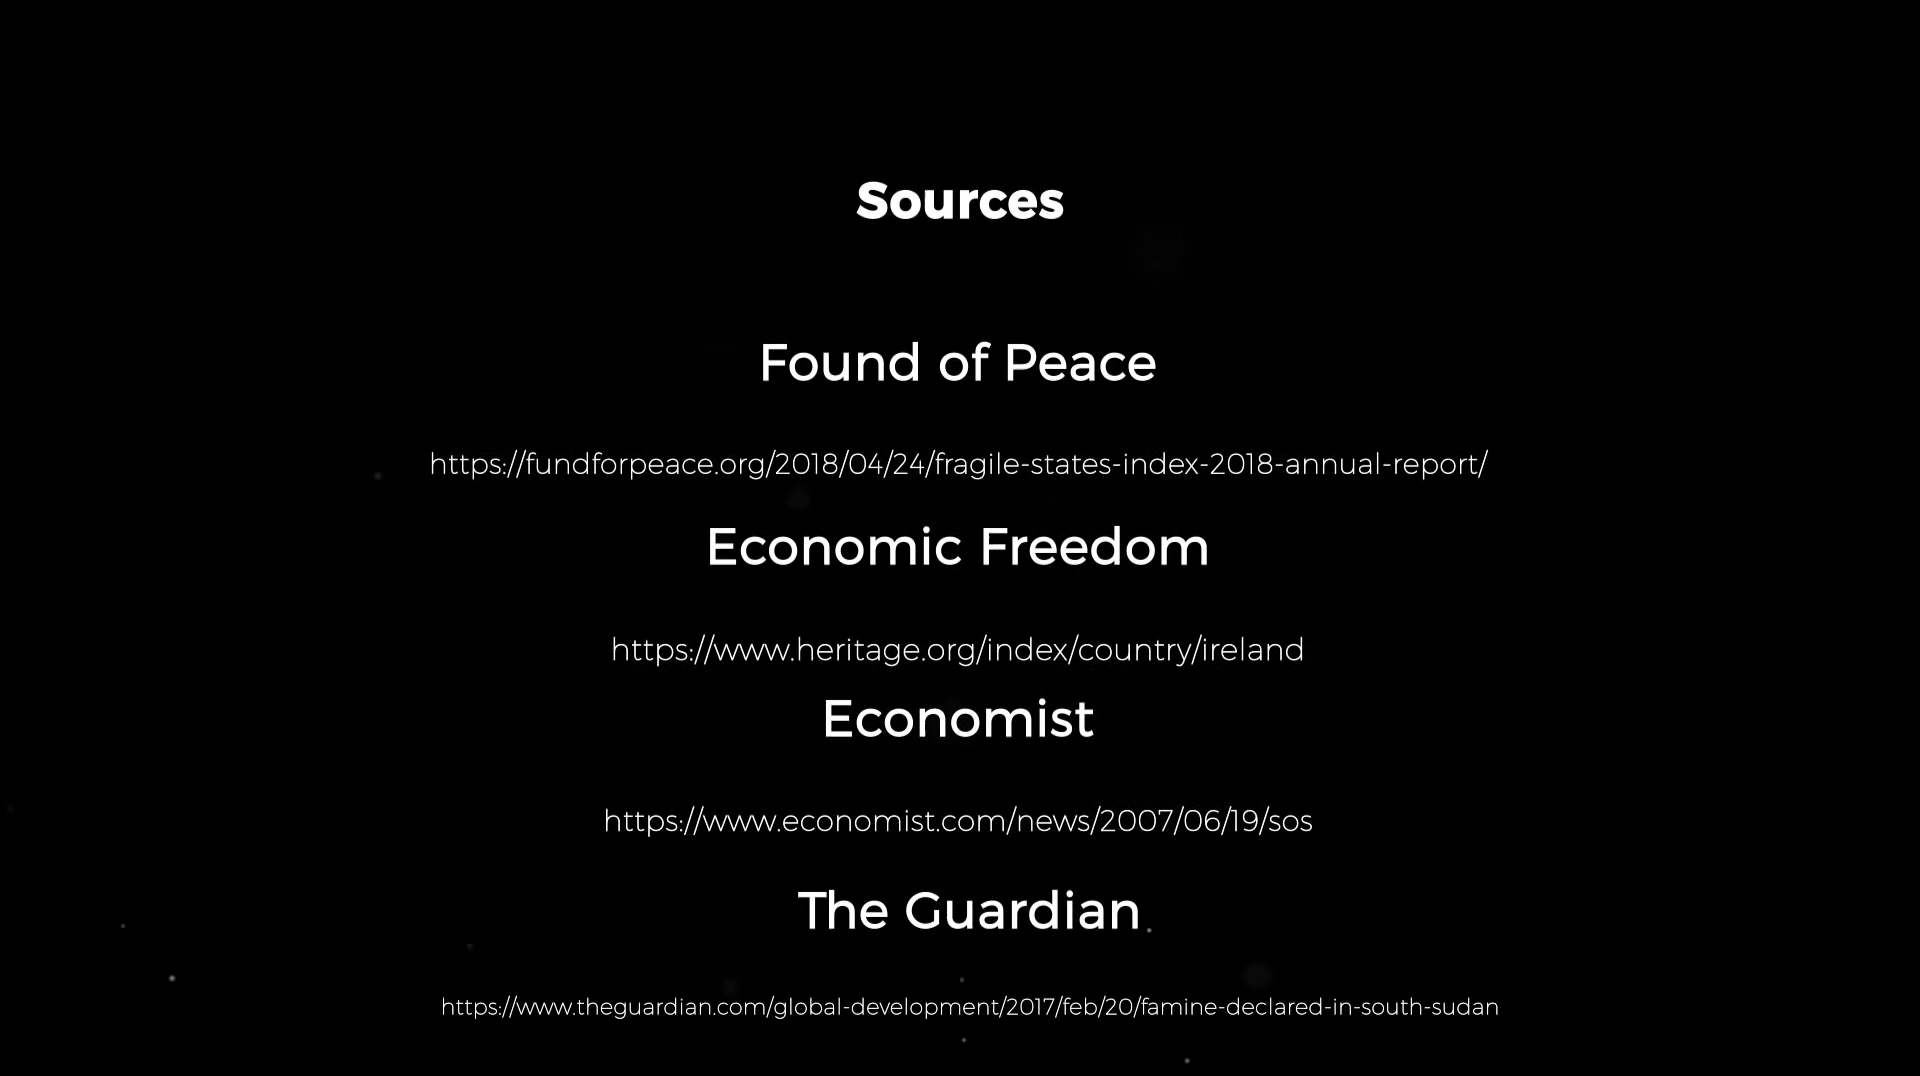 Sources
Found of Peace
https://fundforpeace.org/2018/04/24/fragile-states-index-2018-annual-report/
Economic Freedom
https://www.heritage.org/index/country/ireland
Economist
https://www.economist.com/news/2007/06/19/sos
The Guardian
https://www.theguardian.com/global-development/2017/feb/20/famine-declared-in-south-sudan